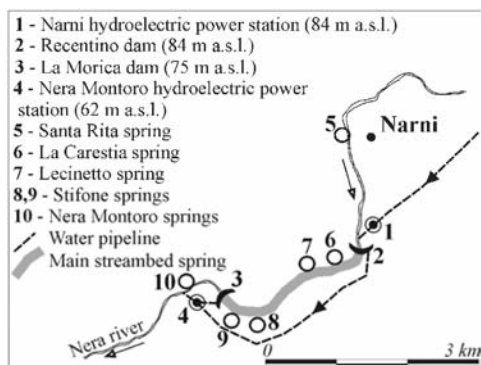 1 - Narni hydroelectric power station (84 m a.s.l.)
2 - Recentino dam (84 m a.s.l.)
3 - La Morica dam (75 m a.s.l.)
4 - Nera Montoro hydroelectric power
station (62 m a.s.l.)
5 - Santa Rita spring
6 - La Carestia spring
7 - Lecinetto spring
8,9 - Stifone springs
10 - Nera Montoro springs
Water pipeline
Main streambed spring
5
Narni
1
2
6
7
10
3
4
9
8
Nera river
0
3 km